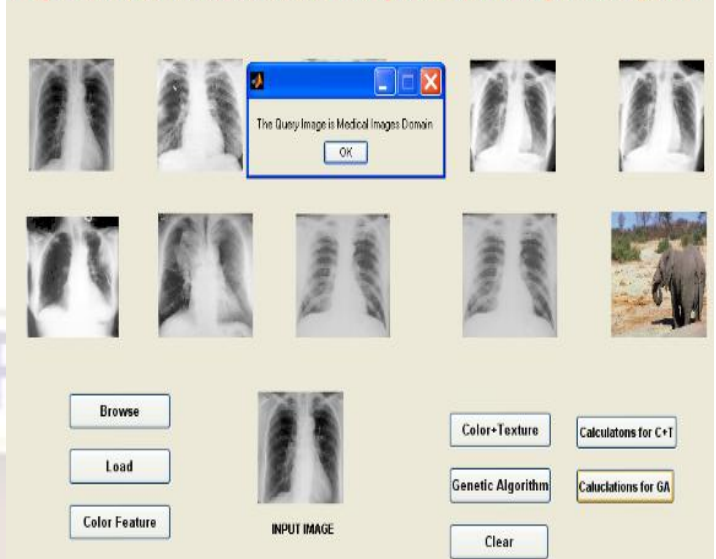 The Query Image is Medical Images Domain
OK
Browse
Load
Color Feature
INPUT IMAGE
Color+Texture
Calculatons for C+T
Genetic Algorithm
Caluclations for GA
Clear